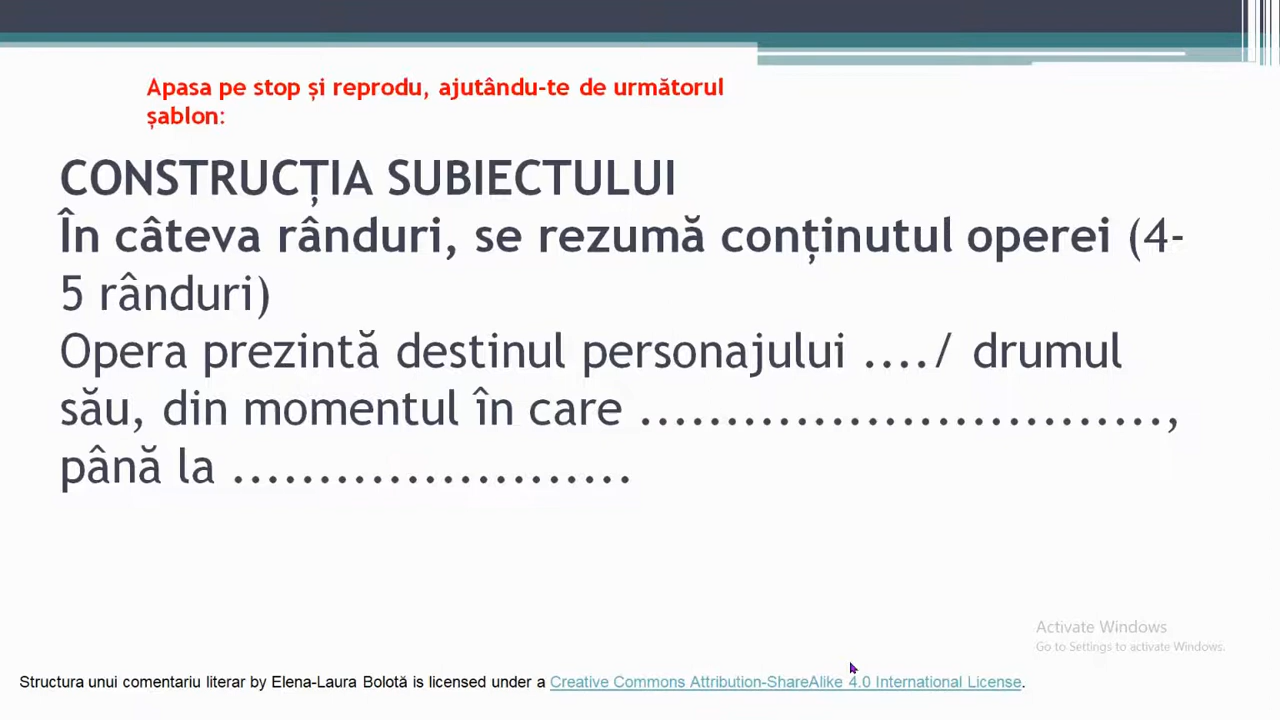 Apasa pe stop și reprodu, ajutându-te de următorul
șablon:
CONSTRUCȚIA SUBIECTULUI
În câteva rânduri, se rezumă conținutul operei (4-
5 rânduri)
Opera prezintă destinul personajului ..../ drumul
său, din momentul în care ..............................,
până la .......................
Activate Windows
Go to Settings to activate Windows.
Structura unui comentariu literar by Elena-Laura Bolotă is licensed under a Creative Commons Attribution-ShareAlike 4.0 International License.